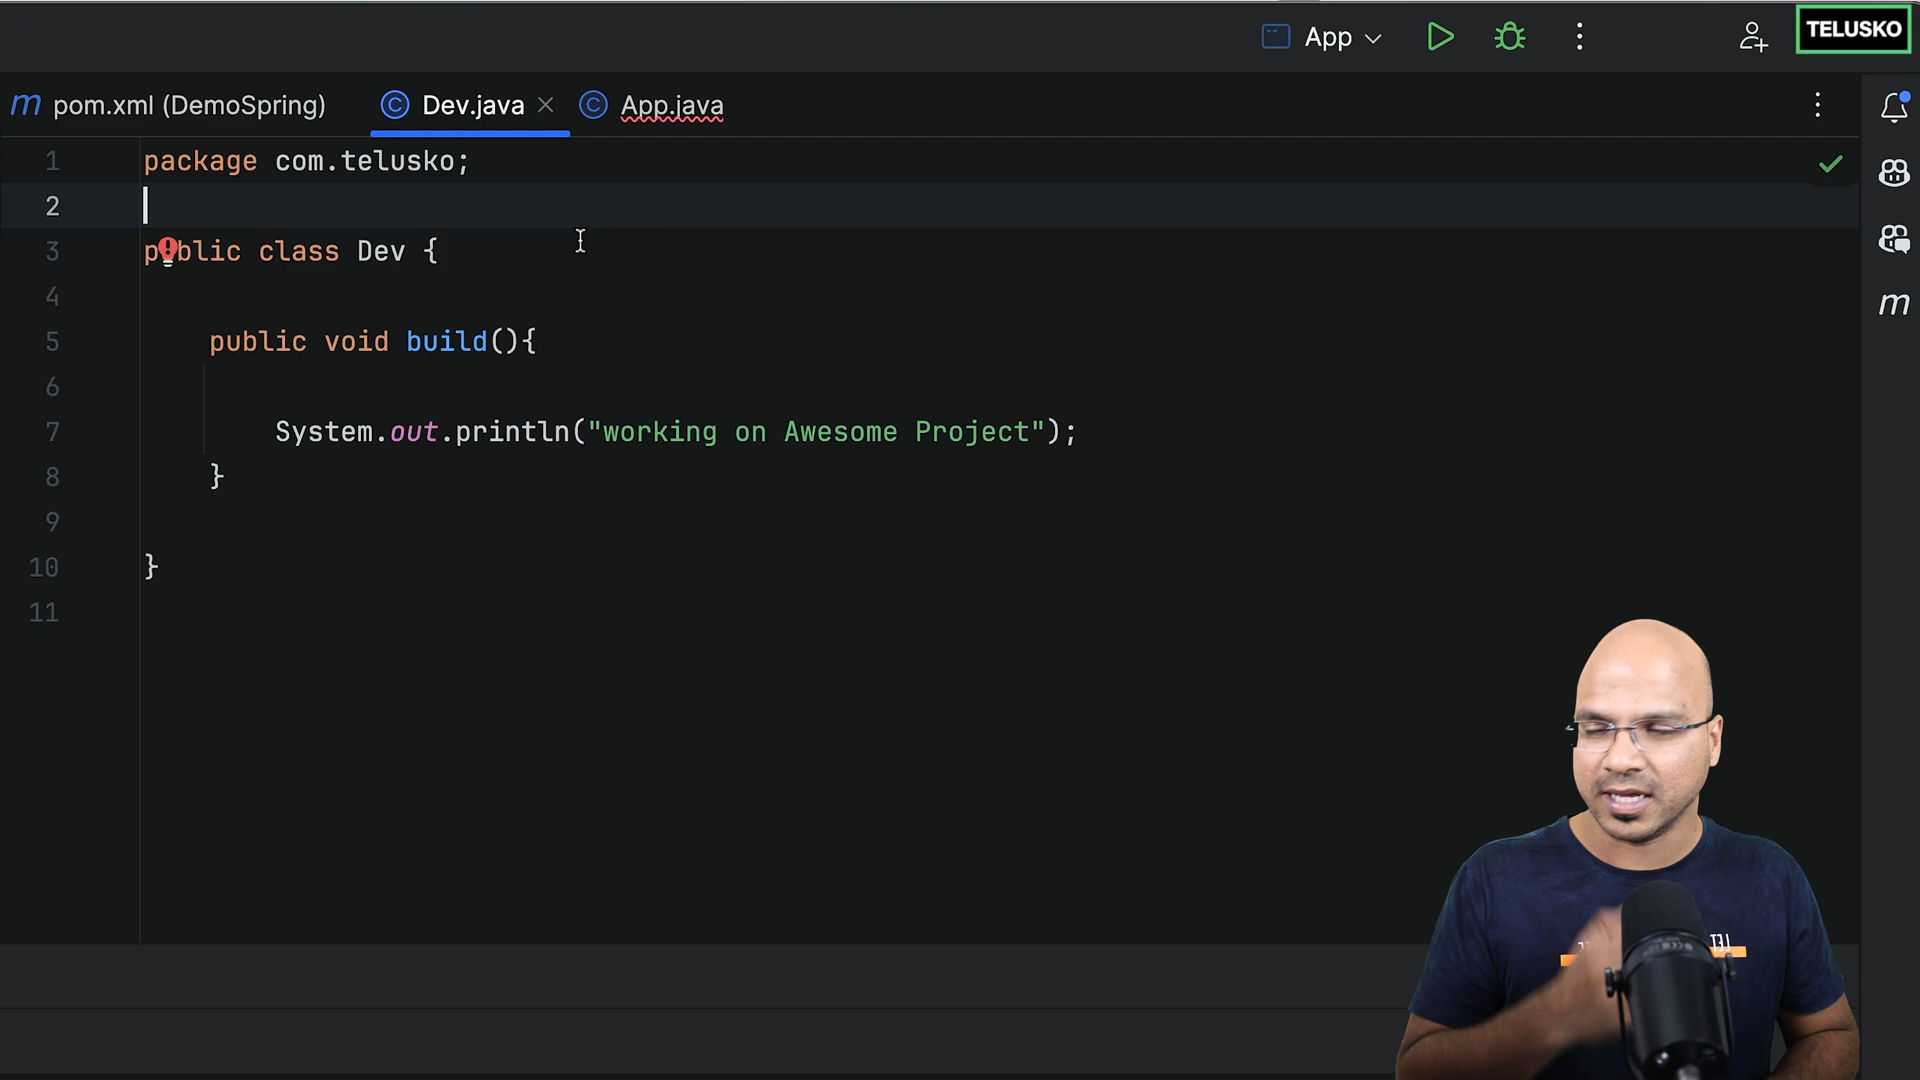 App
TELUSKO
m pom.xml (DemoSpring)
C Dev.java
C App.java
1 package com.telusko;
2
3 public class Dev {
4
5 public void build(){
6
7 System.out.println("working on Awesome Project");
8 }
9
10 }
11
m